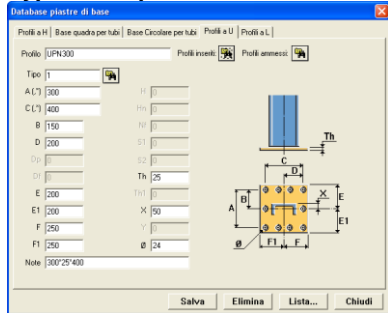 Database piastre di base
Profili a H Base quadra per tubi Base Circolare per tubi Profili a U Profili a L
Profilo UPN300 Profili inseriti: Profili ammessi:
Tipo 1
A (.") 300 H 0
C (.") 400 Hn 0
B 150 Nf 0
D 200 S1 0
Dp 0 S2 0
Df 0 Th 25
E 200 Th1 0
E1 200 X 50
F 250 Y 0
F1 250 Ø 24
Note 300*25*400
Th
C
D
B X E
A E1
Ø F1 F
Salva Elimina Lista... Chiudi